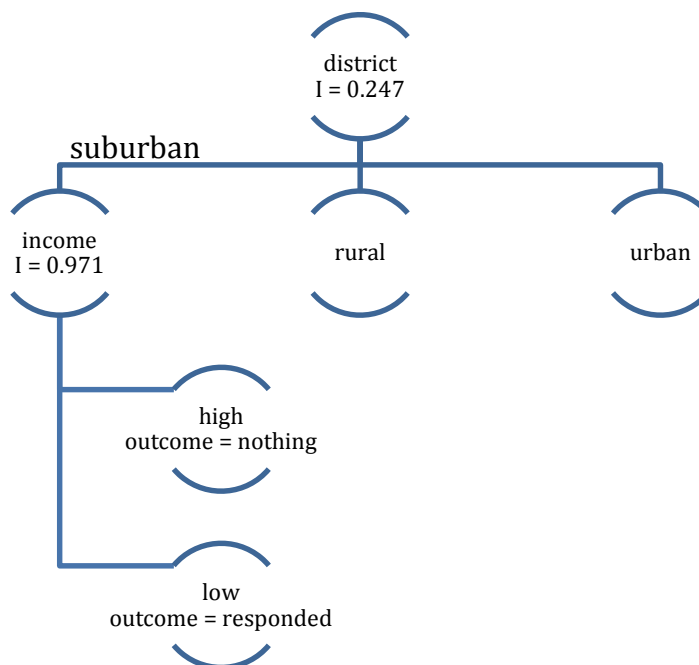 district
I = 0.247
suburban
income
I = 0.971
rural
urban
high
outcome = nothing
low
outcome = responded